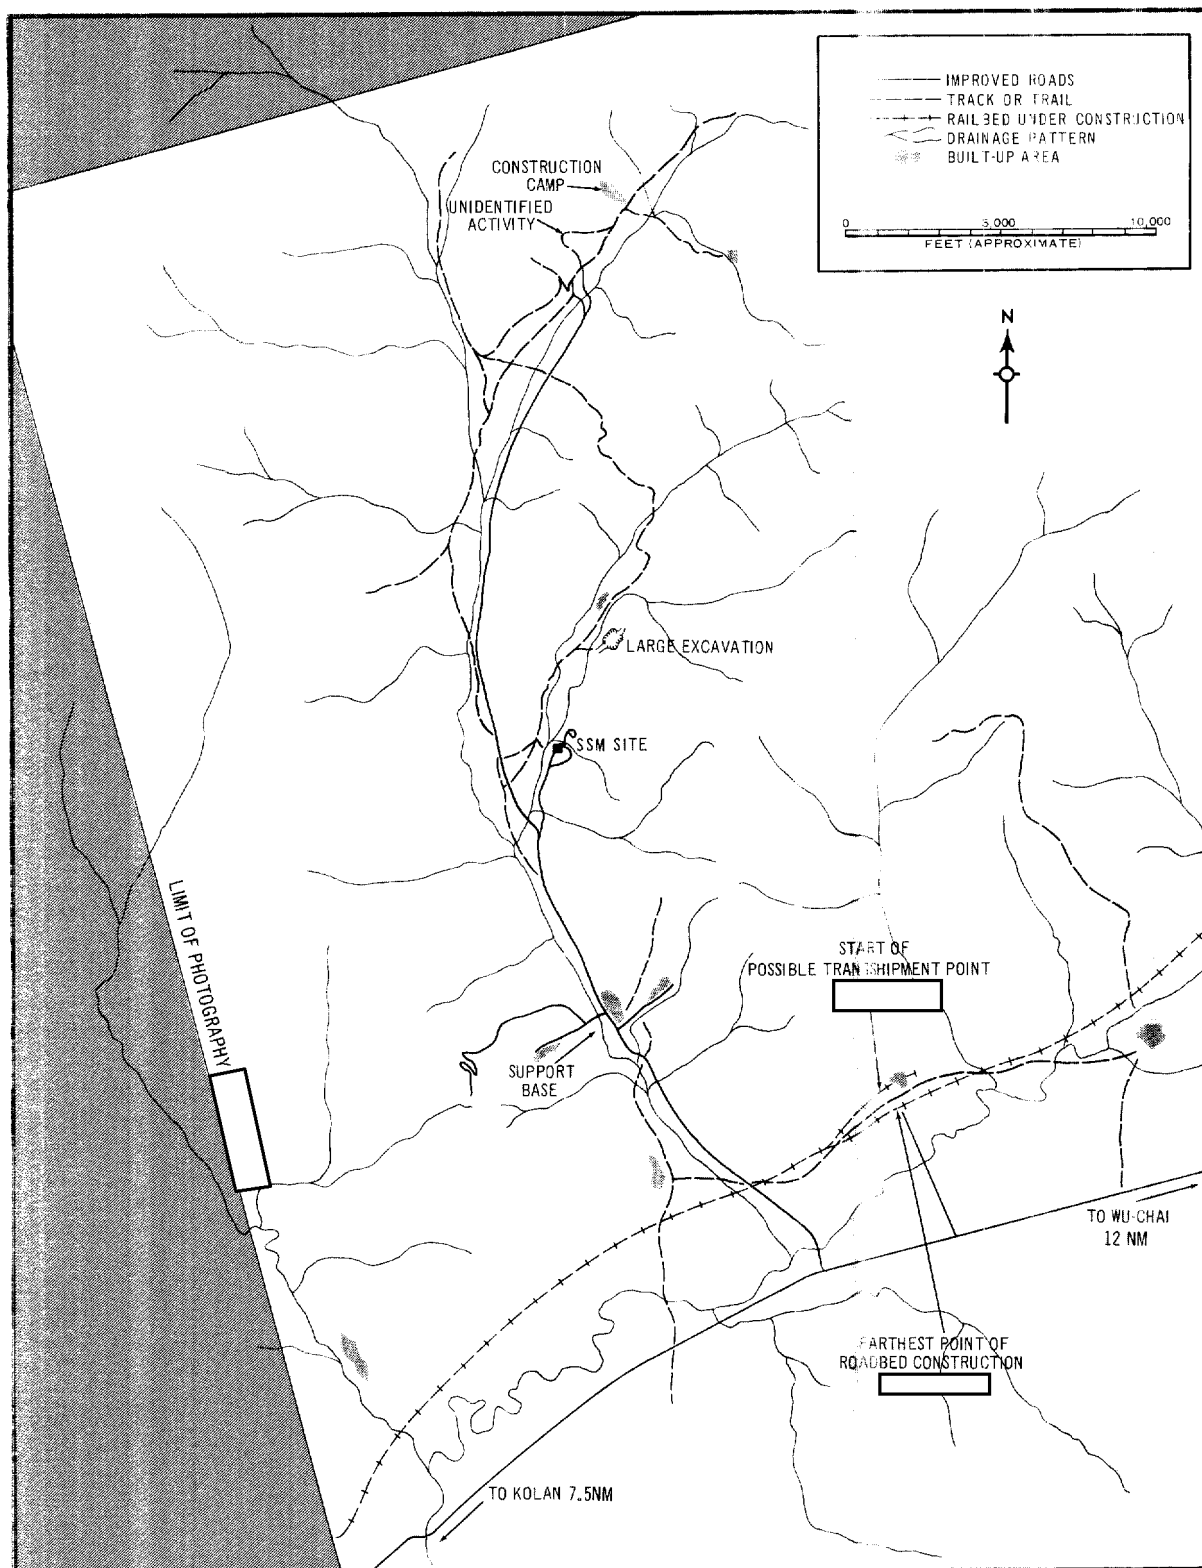 IMPROVED ROADS
TRACK OR TRAIL
RAILBED UNDER CONSTRUCTION
DRAINAGE PATTERN
BUILT-UP AREA
0 5,000 10,000
FEET (APPROXIMATE)
N
CONSTRUCTION
CAMP
UNIDENTIFIED
ACTIVITY
LARGE EXCAVATION
SSM SITE
LIMIT OF PHOTOGRAPHY
START OF
POSSIBLE TRANSHIPMENT POINT
SUPPORT
BASE
TO WU-CHAI
12 NM
FARTHEST POINT OF
ROADBED CONSTRUCTION
TO KOLAN 7.5NM